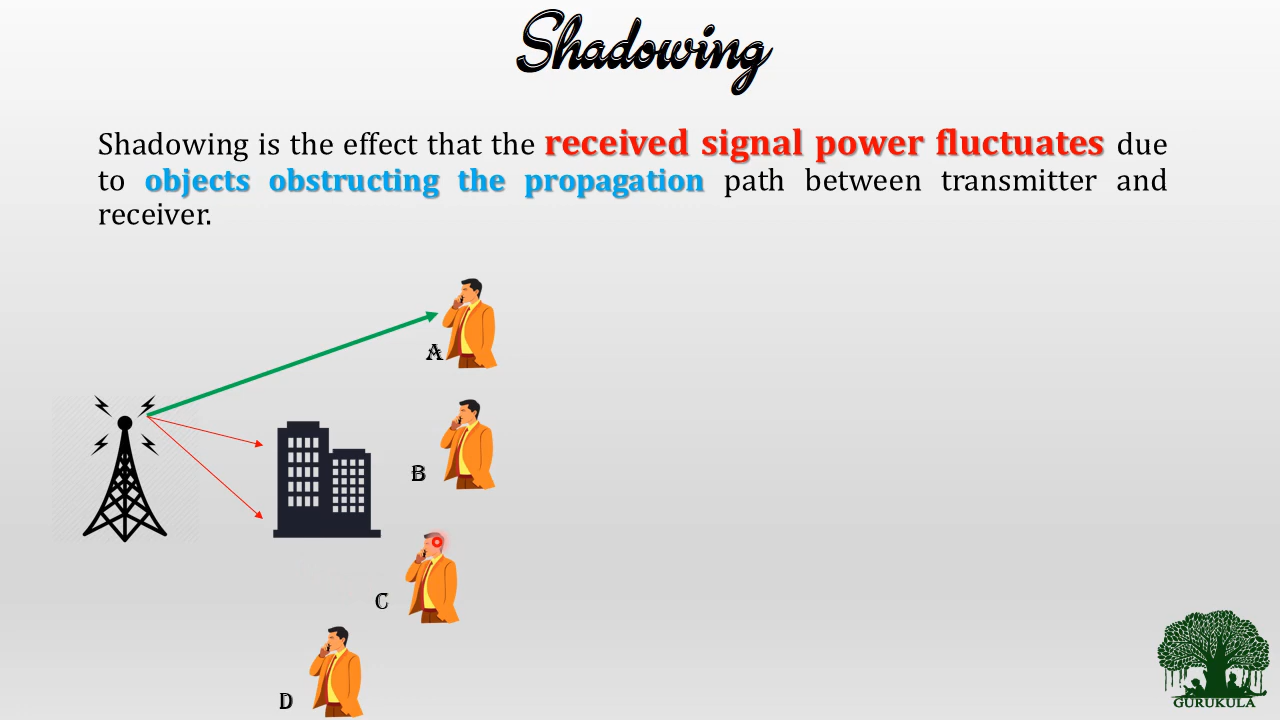 Shadowing
Shadowing is the effect that the received signal power fluctuates due
to objects obstructing the propagation path between transmitter and
receiver.
A
B
C
D
GURUKULA